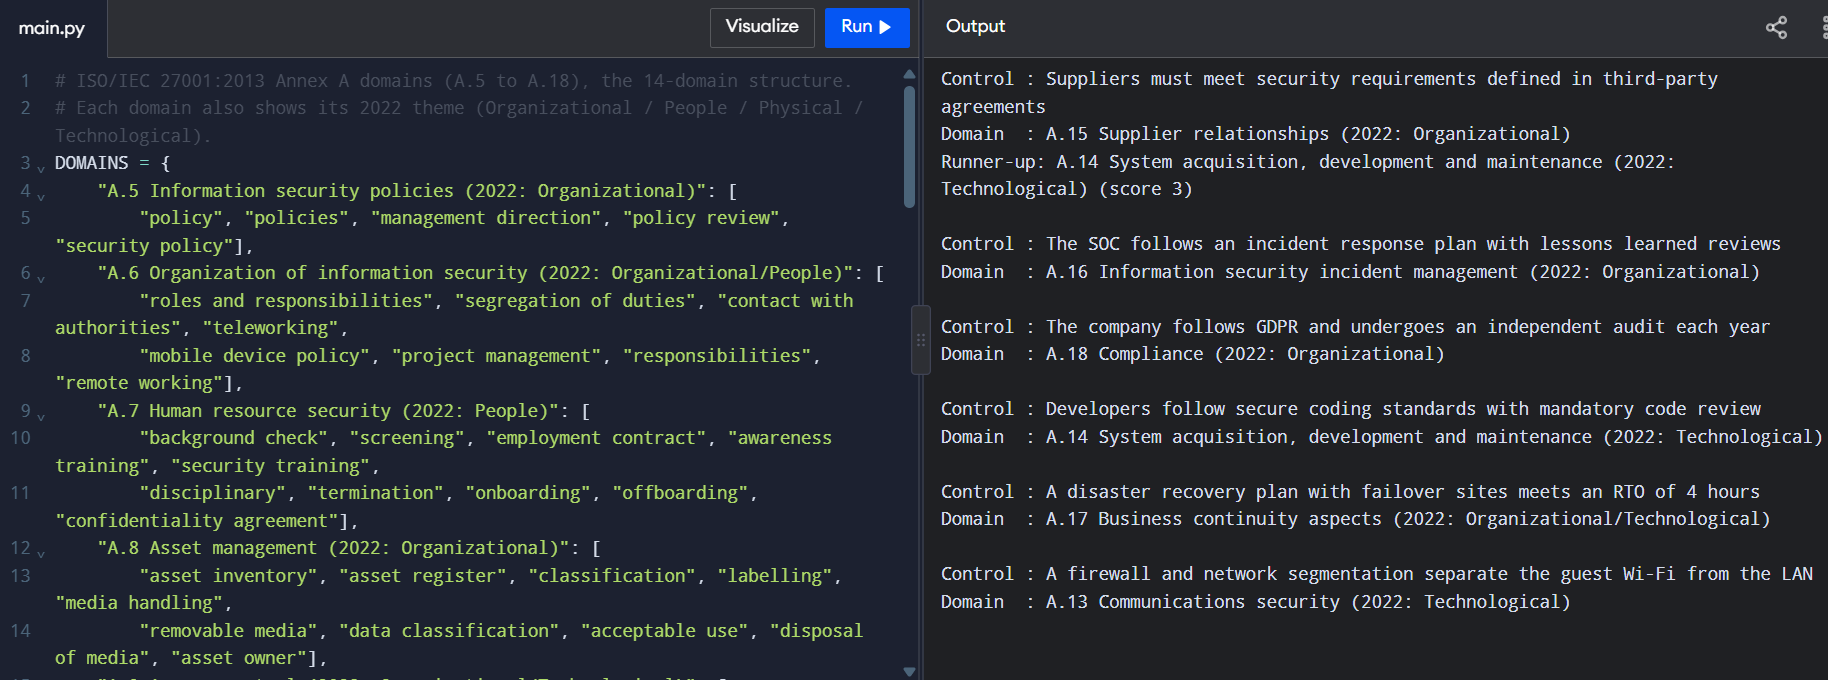 main.py
Visualize
Run
Output
1 # ISO/IEC 27001:2013 Annex A domains (A.5 to A.18), the 14-domain structure.
2 # Each domain also shows its 2022 theme (Organizational / People / Physical /
Technological).
3 DOMAINS = {
4 "A.5 Information security policies (2022: Organizational)": [
5 "policy", "policies", "management direction", "policy review",
"security policy"],
6 "A.6 Organization of information security (2022: Organizational/People)": [
7 "roles and responsibilities", "segregation of duties", "contact with
authorities", "teleworking",
8 "mobile device policy", "project management", "responsibilities",
"remote working"],
9 "A.7 Human resource security (2022: People)": [
10 "background check", "screening", "employment contract", "awareness
training", "security training",
11 "disciplinary", "termination", "onboarding", "offboarding",
"confidentiality agreement"],
12 "A.8 Asset management (2022: Organizational)": [
13 "asset inventory", "asset register", "classification", "labelling",
"media handling",
14 "removable media", "data classification", "acceptable use", "disposal
of media", "asset owner"],
Control : Suppliers must meet security requirements defined in third-party
agreements
Domain  : A.15 Supplier relationships (2022: Organizational)
Runner-up: A.14 System acquisition, development and maintenance (2022:
Technological) (score 3)
Control : The SOC follows an incident response plan with lessons learned reviews
Domain  : A.16 Information security incident management (2022: Organizational)
Control : The company follows GDPR and undergoes an independent audit each year
Domain  : A.18 Compliance (2022: Organizational)
Control : Developers follow secure coding standards with mandatory code review
Domain  : A.14 System acquisition, development and maintenance (2022: Technological)
Control : A disaster recovery plan with failover sites meets an RTO of 4 hours
Domain  : A.17 Business continuity aspects (2022: Organizational/Technological)
Control : A firewall and network segmentation separate the guest Wi-Fi from the LAN
Domain  : A.13 Communications security (2022: Technological)